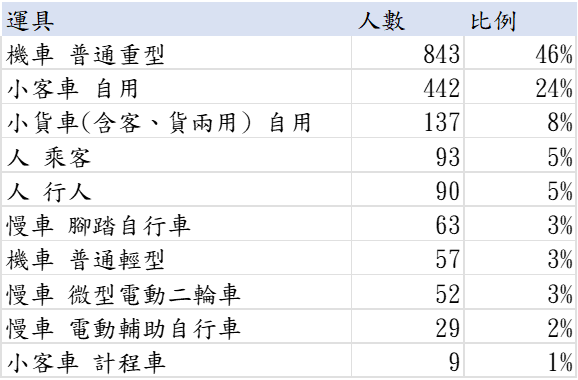 運具 人數 比例
機車 普通重型 843 46%
小客車 自用 442 24%
小貨車(含客、貨兩用) 自用 137 8%
人 乘客 93 5%
人 行人 90 5%
慢車 腳踏自行車 63 3%
機車 普通輕型 57 3%
慢車 微型電動二輪車 52 3%
慢車 電動輔助自行車 29 2%
小客車 計程車 9 1%